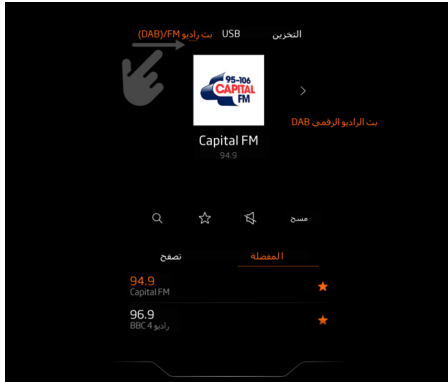 بث راديو FM/(DAB)
USB
التخزين
95-106
CAPITAL
FM
بث الراديو الرقمي DAB
Capital FM
94.9
مسح
تصفح
المفضلة
94.9
Capital FM
96.9
راديو BBC 4